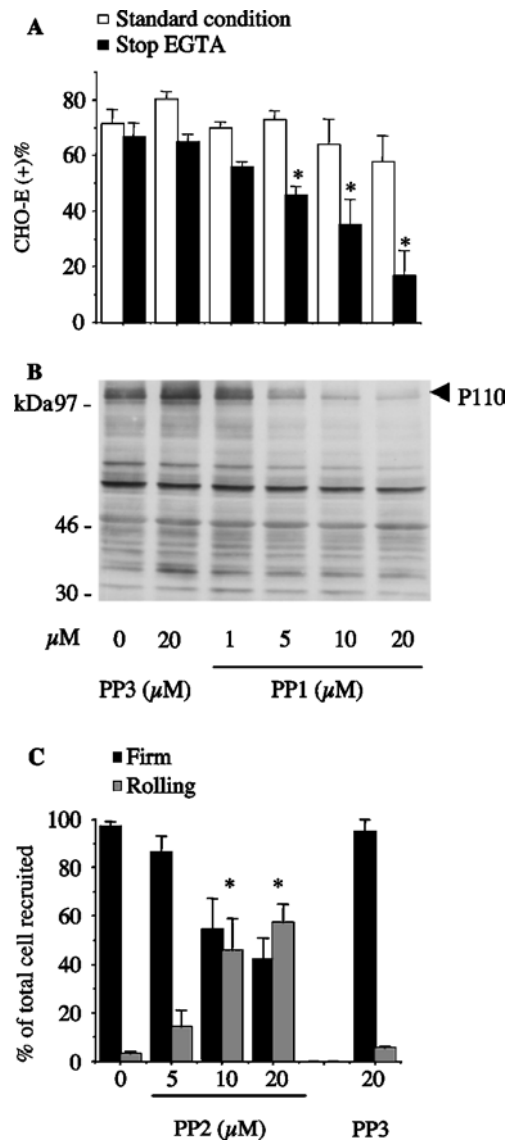 A
Standard condition
Stop EGTA
CHO-E (+)%
80
60
40
20
0
*
*
*
B
kDa97 -
46 -
30 -
P110
µM 0 20 1 5 10 20
PP3 (µM) PP1 (µM)
C
Firm
Rolling
% of total cell recruited
100
80
60
40
20
0
* *
0 5 10 20 20
PP2 (µM) PP3